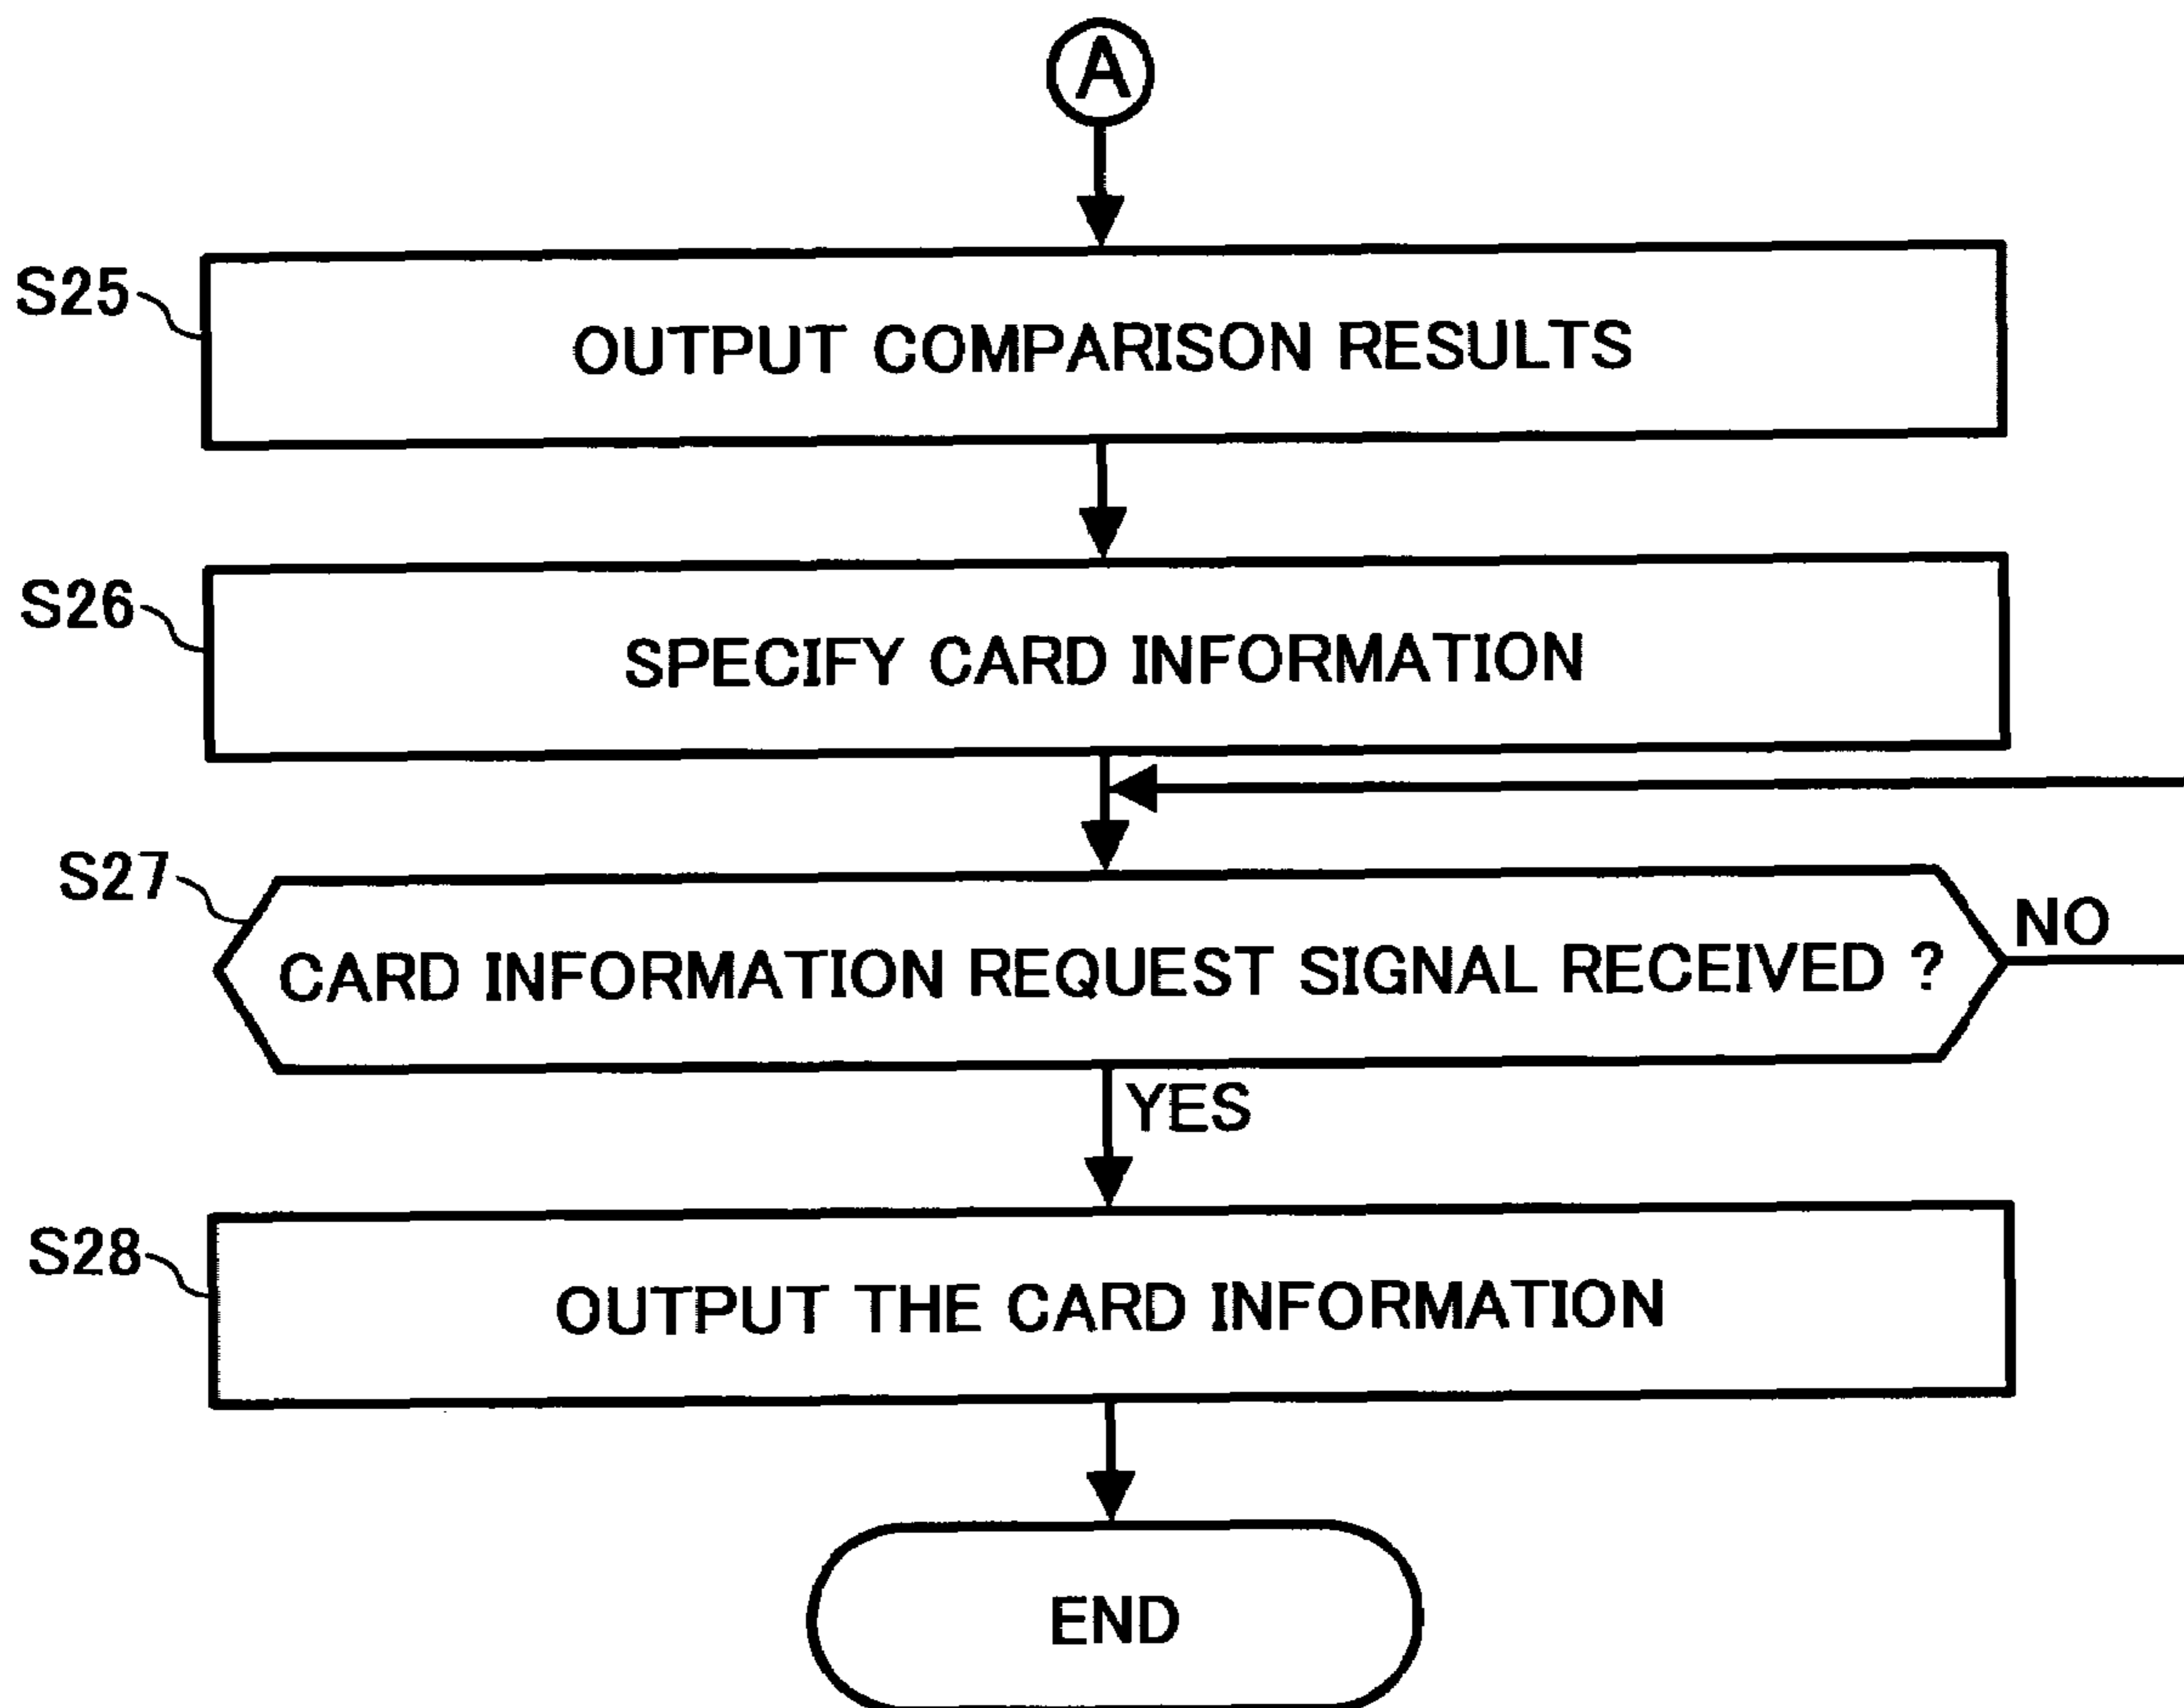 A
S25
OUTPUT COMPARISON RESULTS
S26
SPECIFY CARD INFORMATION
S27
CARD INFORMATION REQUEST SIGNAL RECEIVED ?
NO
YES
S28
OUTPUT THE CARD INFORMATION
END